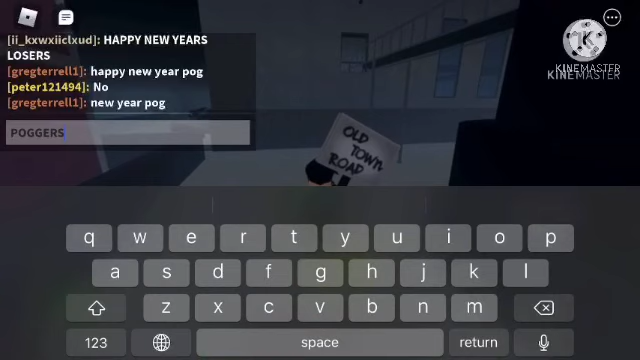 [ii_kxwxiiclxud]: HAPPY NEW YEARS
LOSERS
[gregterrell1]: happy new year pog
[peter121494]: No
[gregterrell1]: new year pog
POGGERS
K
KINEMASTER
KINEMASTER
OLD
TOWN
ROAD
q w e r t y u i o p
a s d f g h j k l
z x c v b n m
123 space return